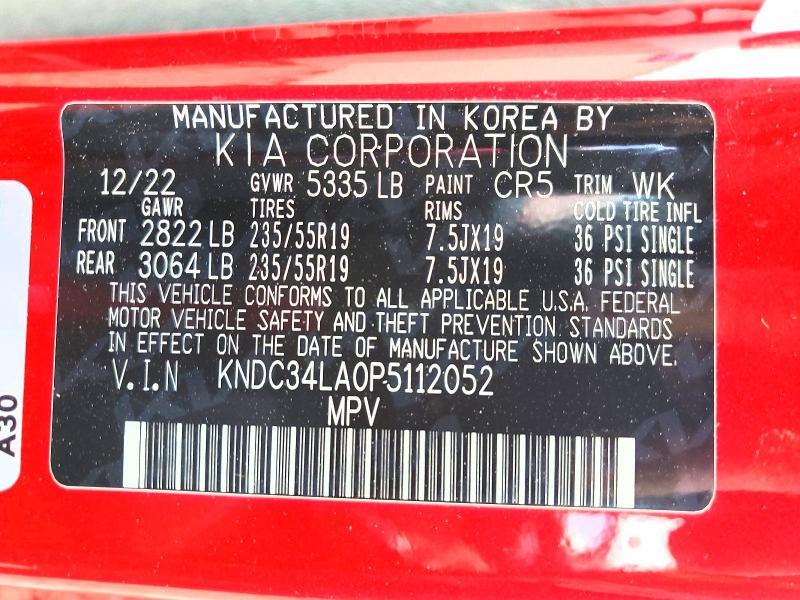 MANUFACTURED IN KOREA BY
KIA CORPORATION
12/22 GVWR 5335 LB PAINT CR5 TRIM WK
GAWR TIRES RIMS COLD TIRE INFL
FRONT 2822 LB 235/55R19 7.5JX19 36 PSI SINGLE
REAR 3064 LB 235/55R19 7.5JX19 36 PSI SINGLE
THIS VEHICLE CONFORMS TO ALL APPLICABLE U.S.A. FEDERAL
MOTOR VEHICLE SAFETY AND THEFT PREVENTION STANDARDS
IN EFFECT ON THE DATE OF MANUFACTURE SHOWN ABOVE.
V.I.N KNDC34LA0P5112052
MPV
A30